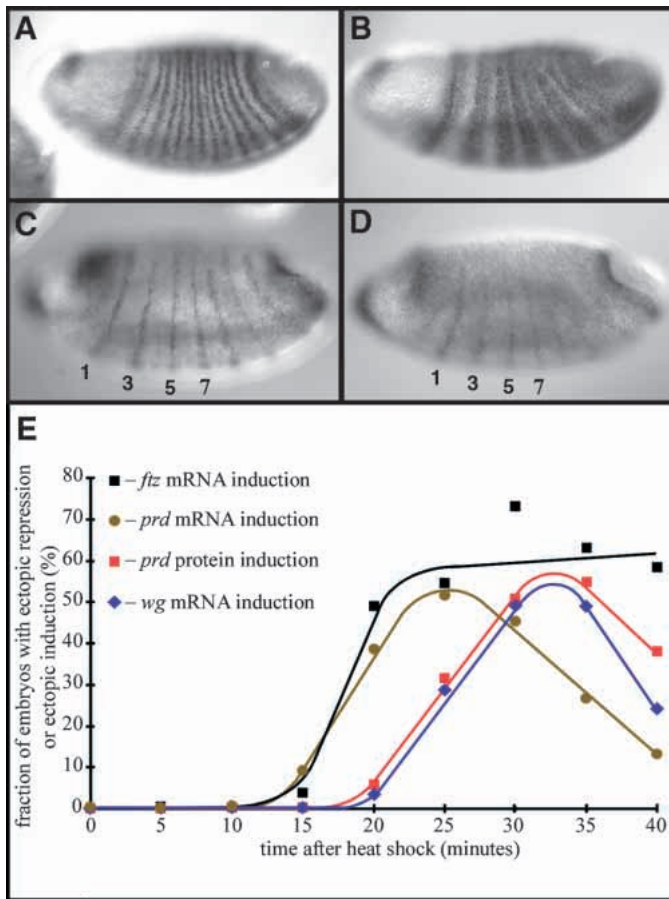 A
B
C
D
1 3 5 7
1 3 5 7
E
fraction of embryos with ectopic repression
or ectopic induction (%)
80
70
60
50
40
30
20
10
0
– ftz mRNA induction
– prd mRNA induction
– prd protein induction
– wg mRNA induction
0 5 10 15 20 25 30 35 40
time after heat shock (minutes)